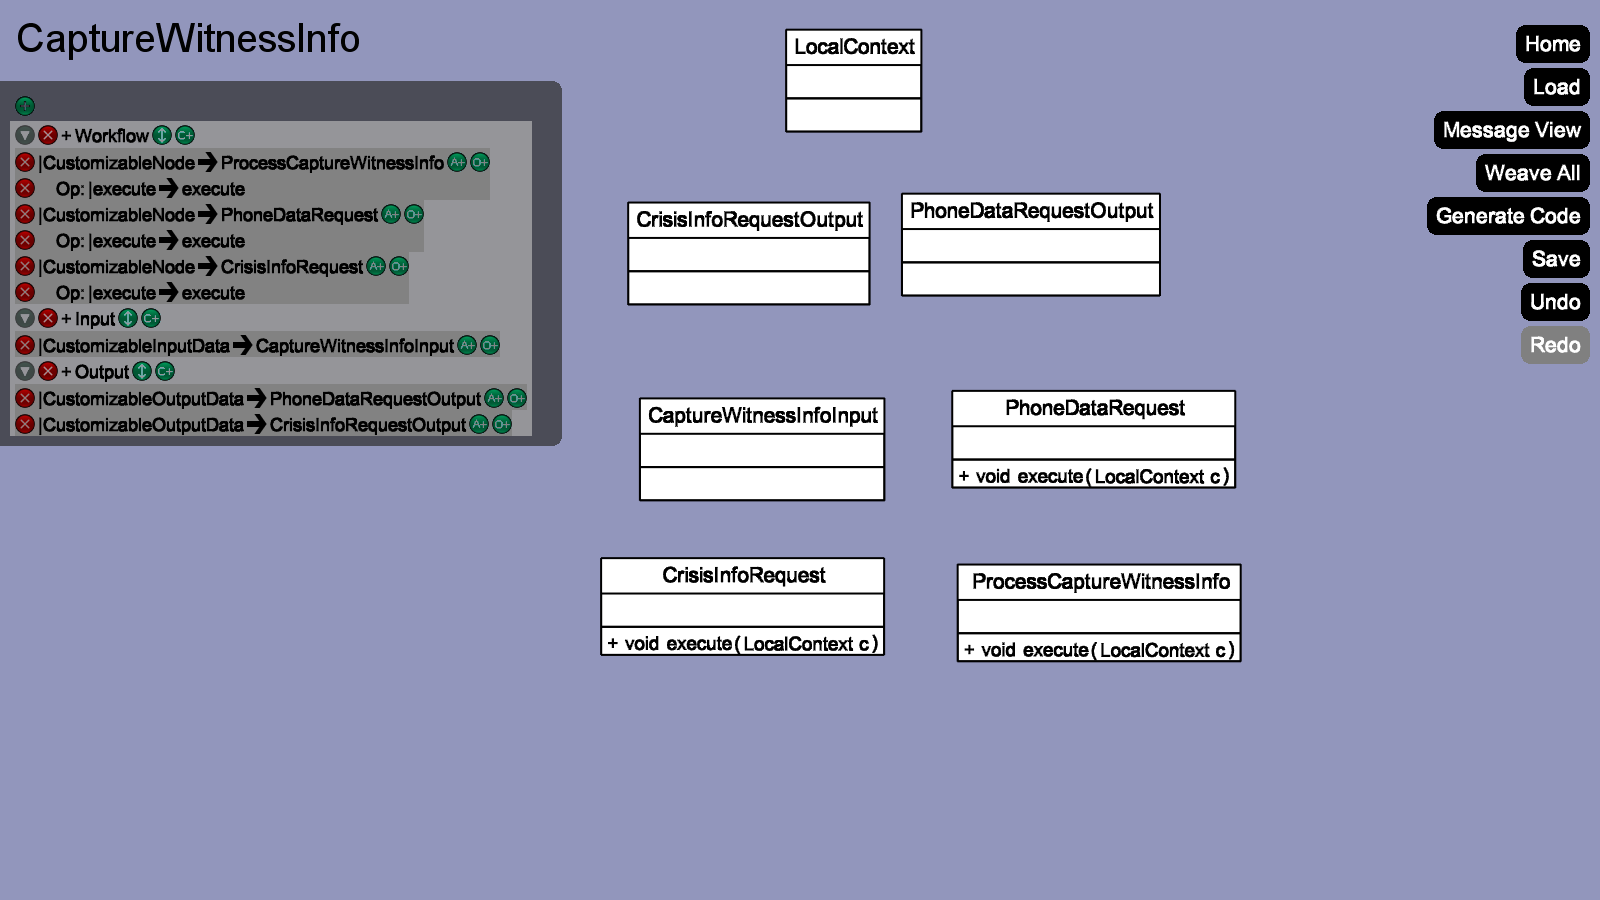 CaptureWitnessInfo
+ Workflow C+
|CustomizableNode ProcessCaptureWitnessInfo A+ O+
Op: |execute execute
|CustomizableNode PhoneDataRequest A+ O+
Op: |execute execute
|CustomizableNode CrisisInfoRequest A+ O+
Op: |execute execute
+ Input C+
|CustomizableInputData CaptureWitnessInfoInput A+ O+
+ Output C+
|CustomizableOutputData PhoneDataRequestOutput A+ O+
|CustomizableOutputData CrisisInfoRequestOutput A+ O+
LocalContext
CrisisInfoRequestOutput
PhoneDataRequestOutput
CaptureWitnessInfoInput
PhoneDataRequest
+ void execute(LocalContext c)
CrisisInfoRequest
+ void execute(LocalContext c)
ProcessCaptureWitnessInfo
+ void execute(LocalContext c)
Home
Load
Message View
Weave All
Generate Code
Save
Undo
Redo